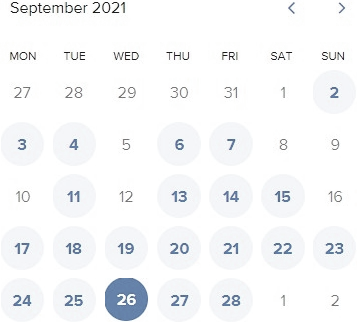 September 2021 < >
MON TUE WED THU FRI SAT SUN
27 28 29 30 31 1 2
3 4 5 6 7 8 9
10 11 12 13 14 15 16
17 18 19 20 21 22 23
24 25 26 27 28 1 2